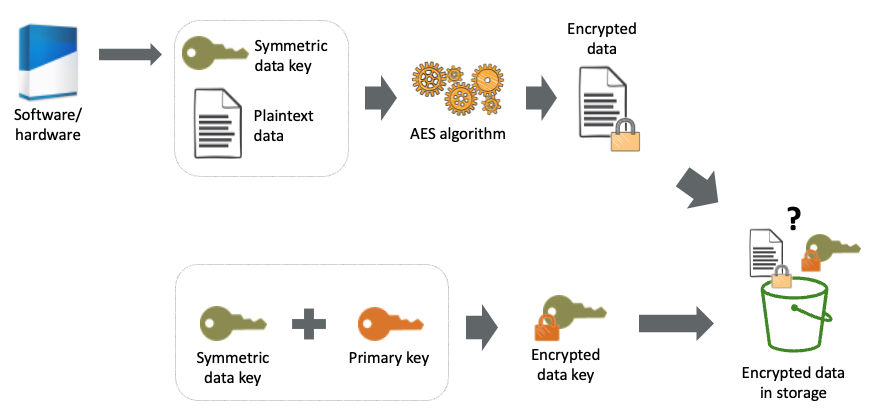 Software/
hardware
Symmetric
data key
Plaintext
data
AES algorithm
Encrypted
data
?
Symmetric
data key
Primary key
Encrypted
data key
Encrypted data
in storage